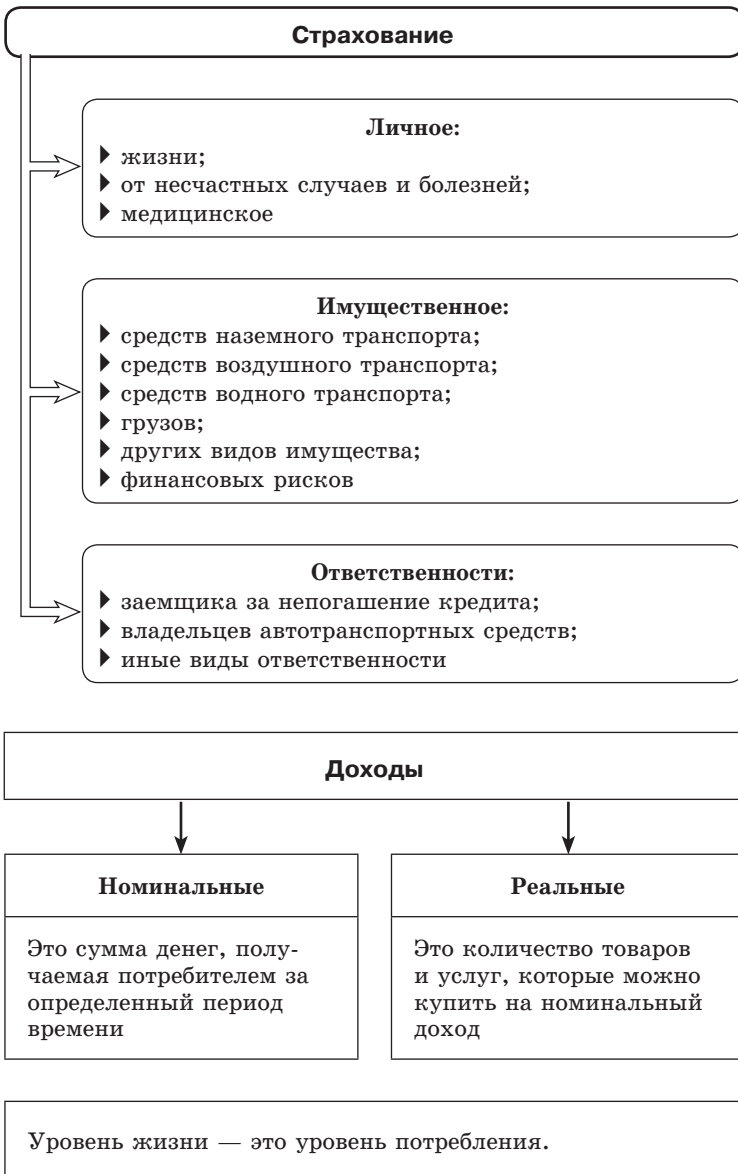 Страхование
Личное:
жизни;
от несчастных случаев и болезней;
медицинское
Имущественное:
средств наземного транспорта;
средств воздушного транспорта;
средств водного транспорта;
грузов;
других видов имущества;
финансовых рисков
Ответственности:
заемщика за непогашение кредита;
владельцев автотранспортных средств;
иные виды ответственности
Доходы
Номинальные
Это сумма денег, полу-
чаемая потребителем за
определенный период
времени
Реальные
Это количество товаров
и услуг, которые можно
купить на номинальный
доход
Уровень жизни — это уровень потребления.